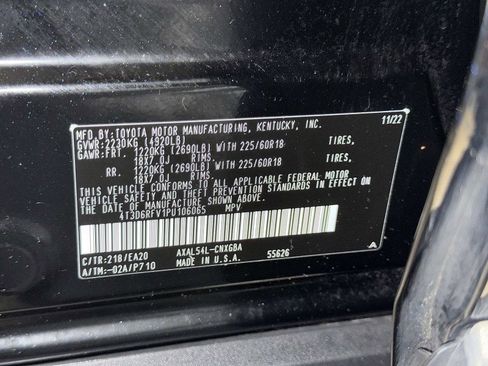 MFD.BY:TOYOTA MOTOR MANUFACTURING, KENTUCKY, INC. 11/22
GVWR:2230KG (4920LB)
GAWR:FRT. 1220KG (2690LB)WITH 225/60R18 TIRES,
18X7.0J RIMS.
RR. 1220KG (2690LB)WITH 225/60R18 TIRES,
18X7.0J RIMS.
THIS VEHICLE CONFORMS TO ALL APPLICABLE FEDERAL MOTOR
VEHICLE SAFETY AND THEFT PREVENTION STANDARDS IN
EFFECT ON THE DATE OF MANUFACTURE SHOWN ABOVE.
4T3D6RFV1PU106065 MPV
C/TR:218/EA20 AXAL54L-CNXGBA A
A/TM:-02A/P710 MADE IN U.S.A. 55626